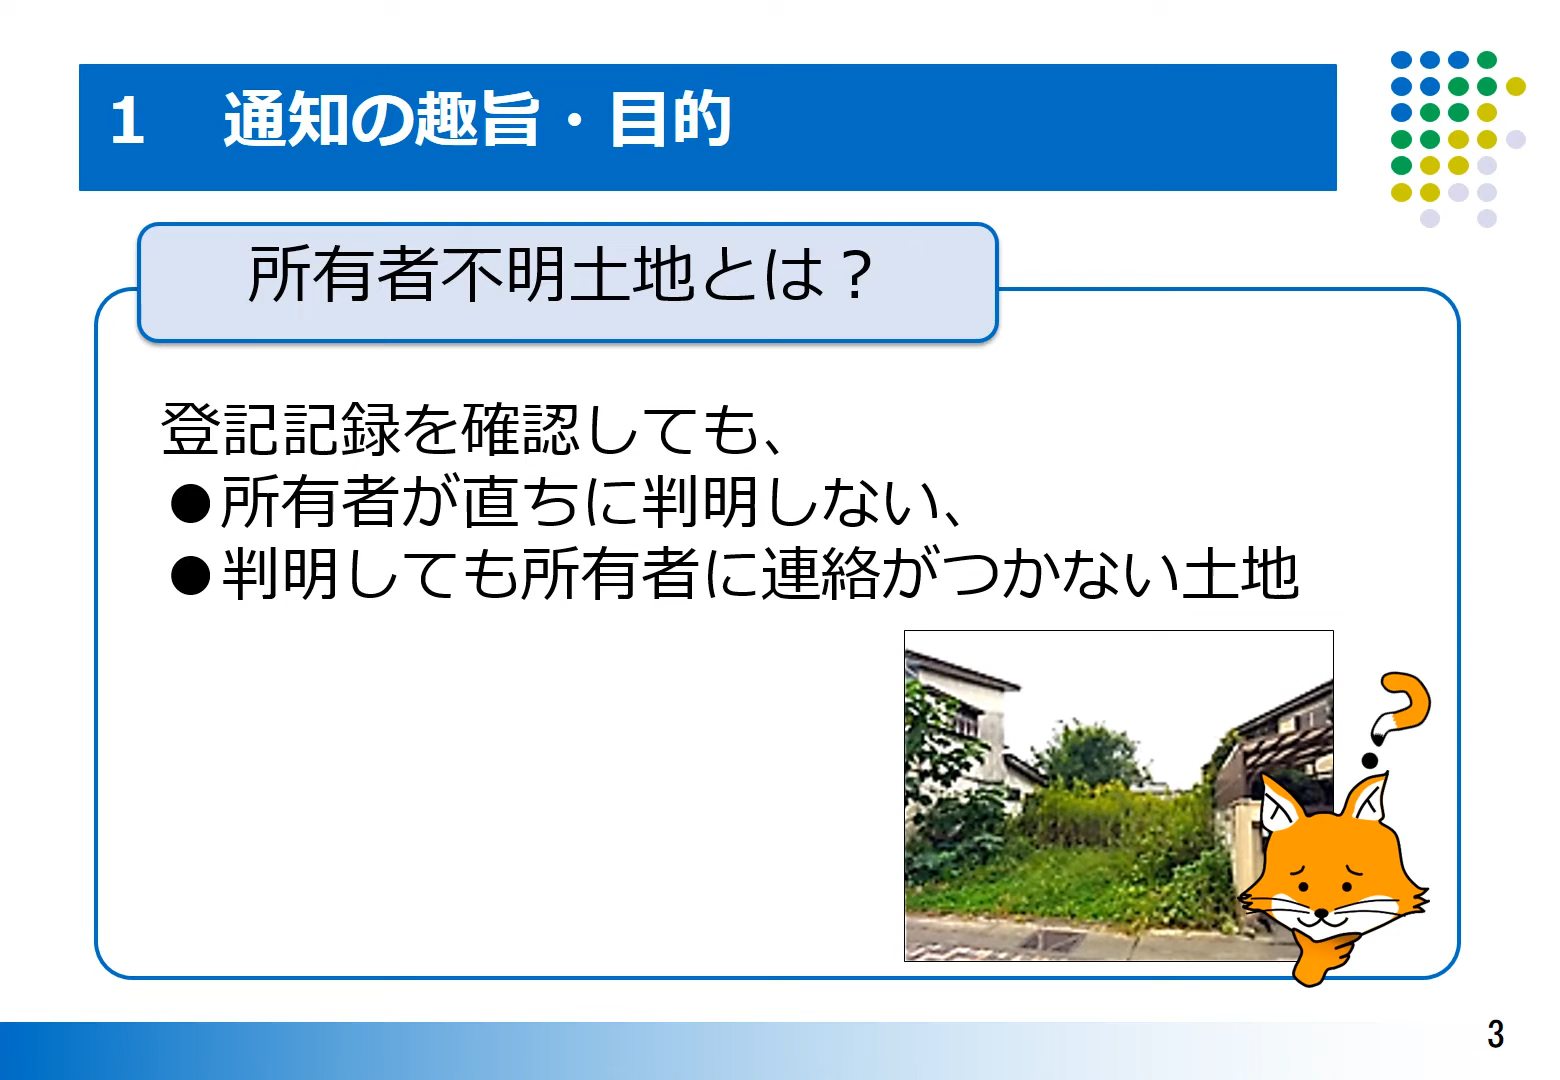 1 通知の趣旨・目的
所有者不明土地とは？
登記記録を確認しても、
●所有者が直ちに判明しない、
●判明しても所有者に連絡がつかない土地
3